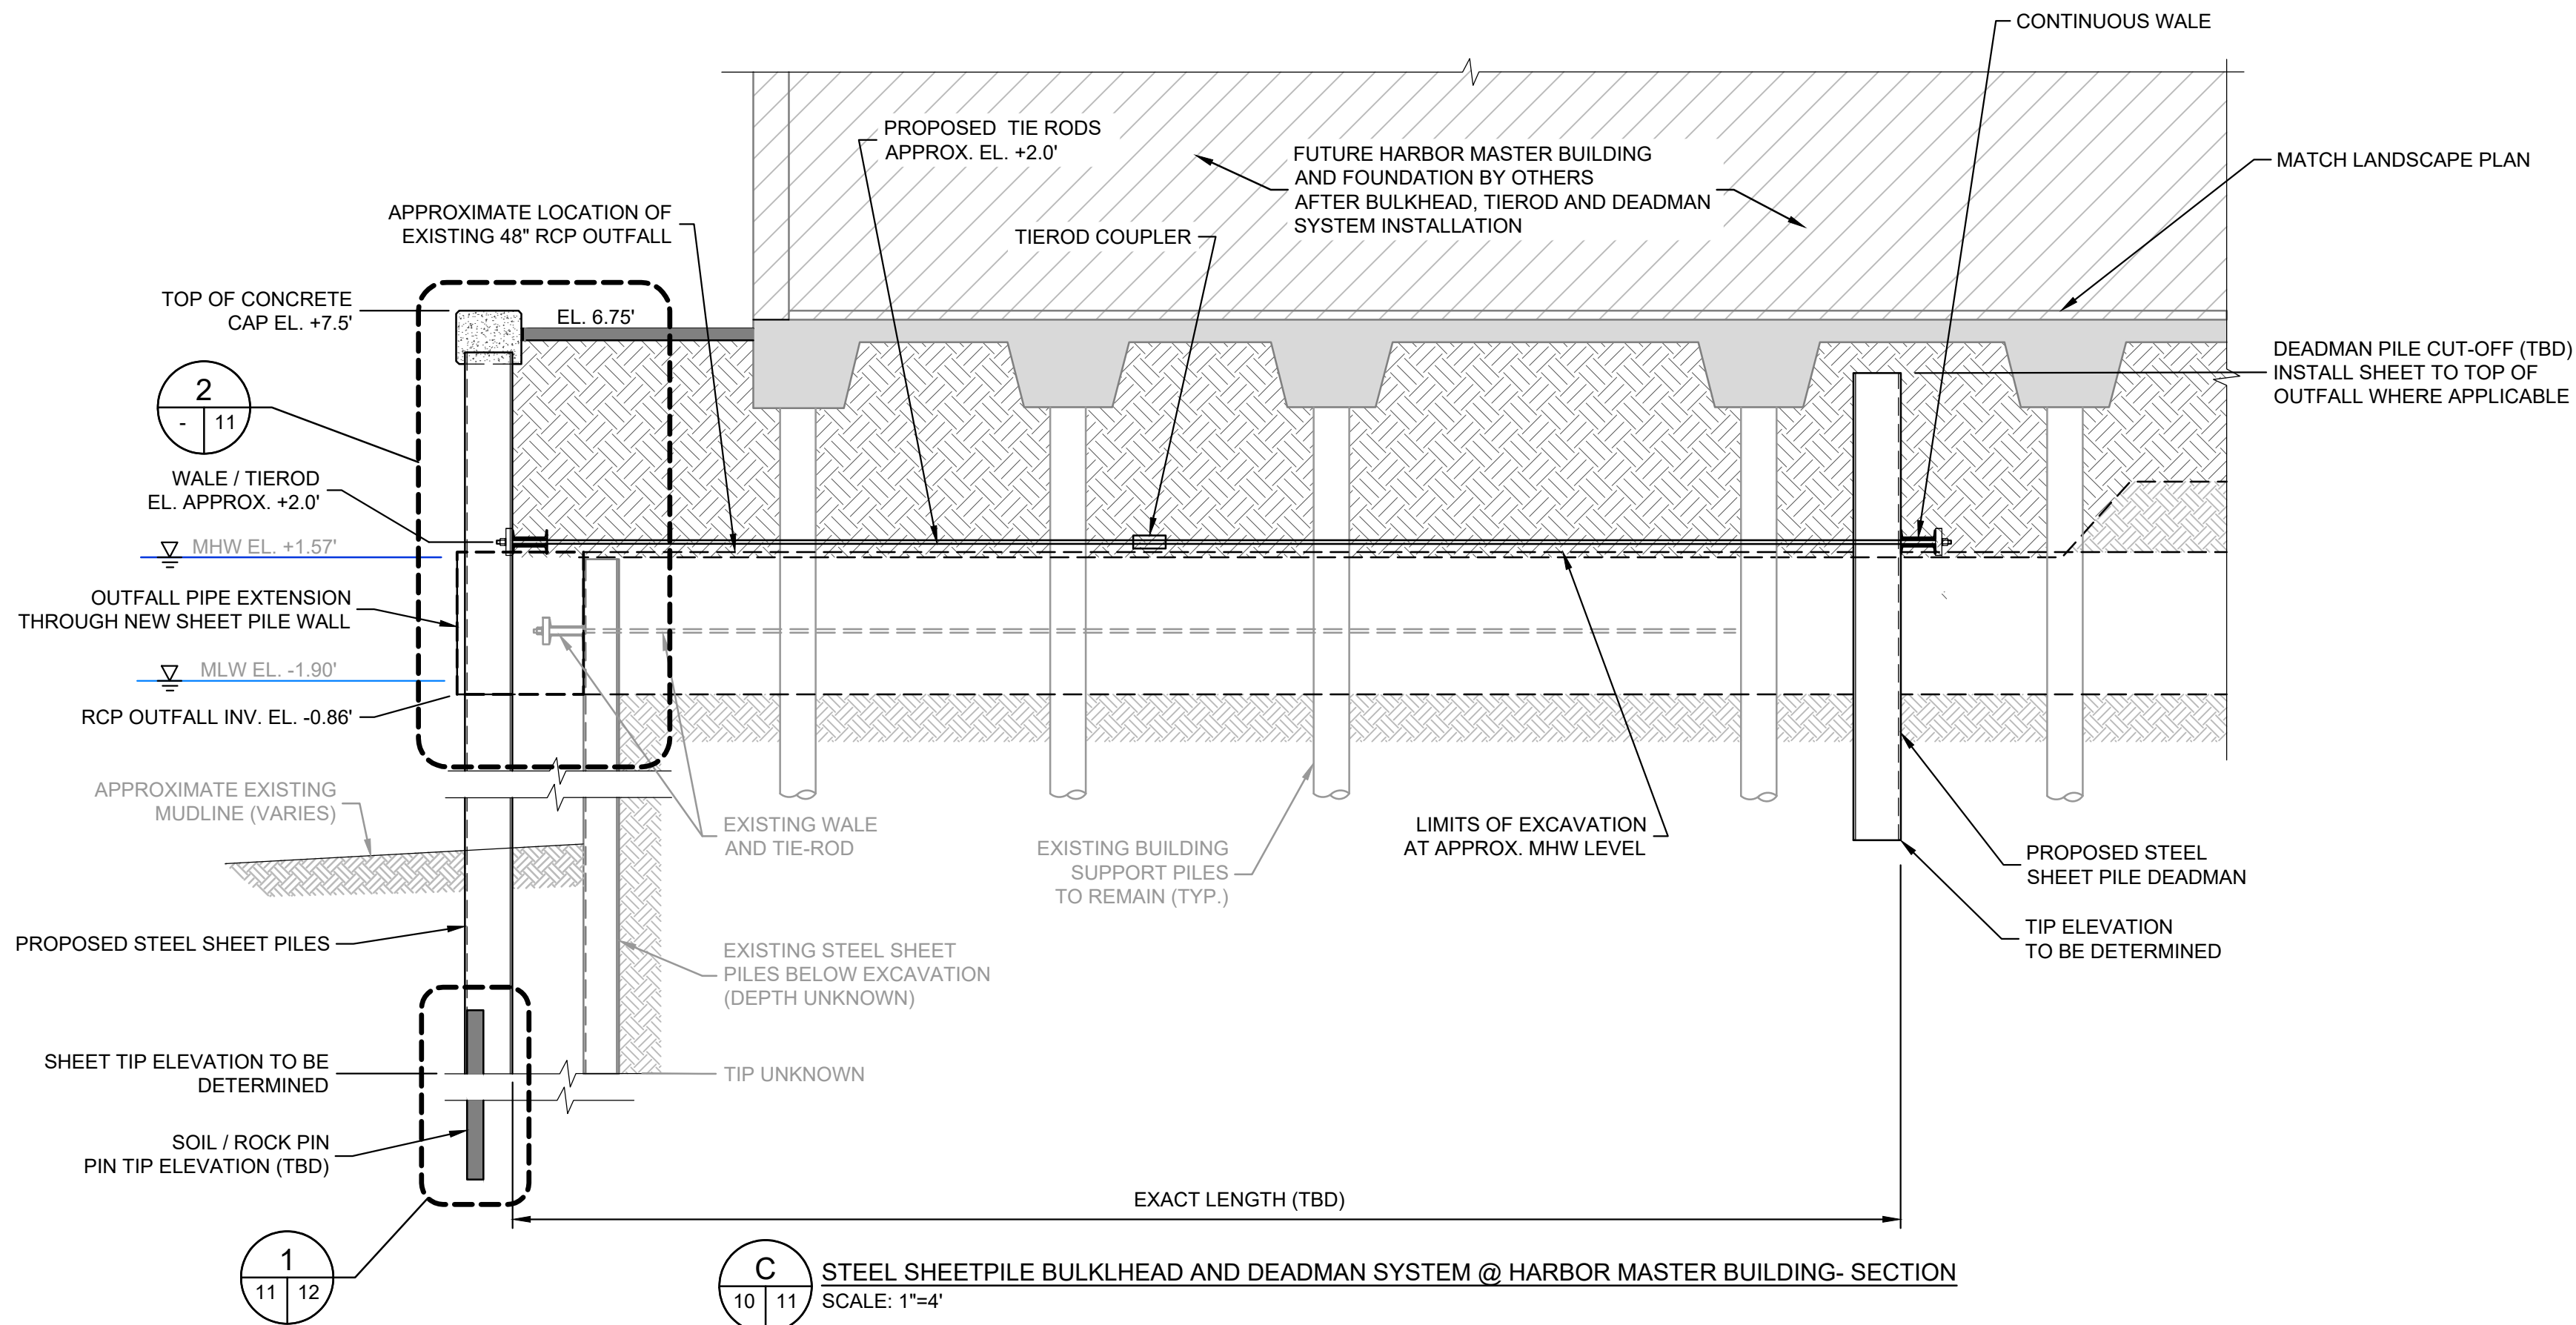 CONTINUOUS WALE
PROPOSED  TIE RODS
APPROX. EL. +2.0'
FUTURE HARBOR MASTER BUILDING
AND FOUNDATION BY OTHERS
AFTER BULKHEAD, TIEROD AND DEADMAN
SYSTEM INSTALLATION
MATCH LANDSCAPE PLAN
APPROXIMATE LOCATION OF
EXISTING 48" RCP OUTFALL
TIEROD COUPLER
TOP OF CONCRETE
CAP EL. +7.5'
EL. 6.75'
DEADMAN PILE CUT-OFF (TBD)
INSTALL SHEET TO TOP OF
OUTFALL WHERE APPLICABLE
2
- 11
WALE / TIEROD
EL. APPROX. +2.0'
MHW EL. +1.57'
OUTFALL PIPE EXTENSION
THROUGH NEW SHEET PILE WALL
MLW EL. -1.90'
RCP OUTFALL INV. EL. -0.86'
APPROXIMATE EXISTING
MUDLINE (VARIES)
EXISTING WALE
AND TIE-ROD
EXISTING BUILDING
SUPPORT PILES
TO REMAIN (TYP.)
LIMITS OF EXCAVATION
AT APPROX. MHW LEVEL
PROPOSED STEEL
SHEET PILE DEADMAN
TIP ELEVATION
TO BE DETERMINED
PROPOSED STEEL SHEET PILES
EXISTING STEEL SHEET
PILES BELOW EXCAVATION
(DEPTH UNKNOWN)
SHEET TIP ELEVATION TO BE
DETERMINED
TIP UNKNOWN
SOIL / ROCK PIN
PIN TIP ELEVATION (TBD)
EXACT LENGTH (TBD)
1
11 12
C
10 11
STEEL SHEETPILE BULKLHEAD AND DEADMAN SYSTEM @ HARBOR MASTER BUILDING- SECTION
SCALE: 1"=4'